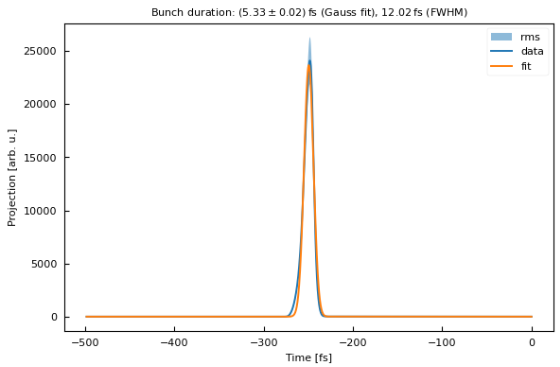 Bunch duration: (5.33 ± 0.02) fs (Gauss fit), 12.02 fs (FWHM)
rms
data
fit
Projection [arb. u.]
25000
20000
15000
10000
5000
0
−500
−400
−300
−200
−100
0
Time [fs]